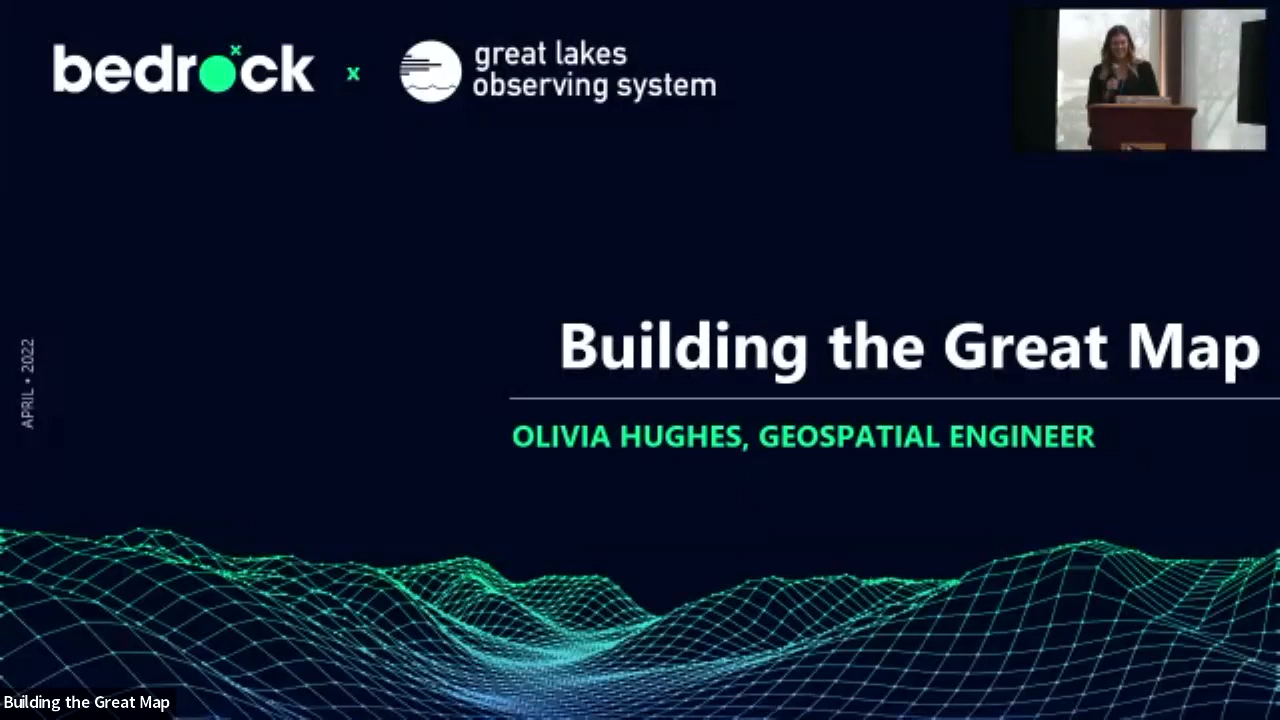 bedrock x great lakes
observing system
Building the Great Map
OLIVIA HUGHES, GEOSPATIAL ENGINEER
APRIL • 2022
Building the Great Map